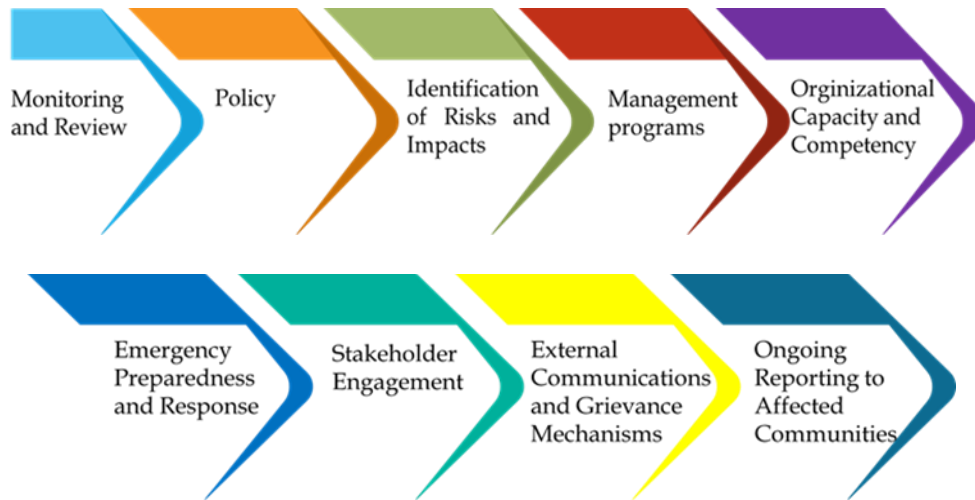 Monitoring
and Review
Policy
Identification
of Risks and
Impacts
Management
programs
Orginizational
Capacity and
Competency
Emergency
Preparedness
and Response
Stakeholder
Engagement
External
Communications
and Grievance
Mechanisms
Ongoing
Reporting to
Affected
Communities